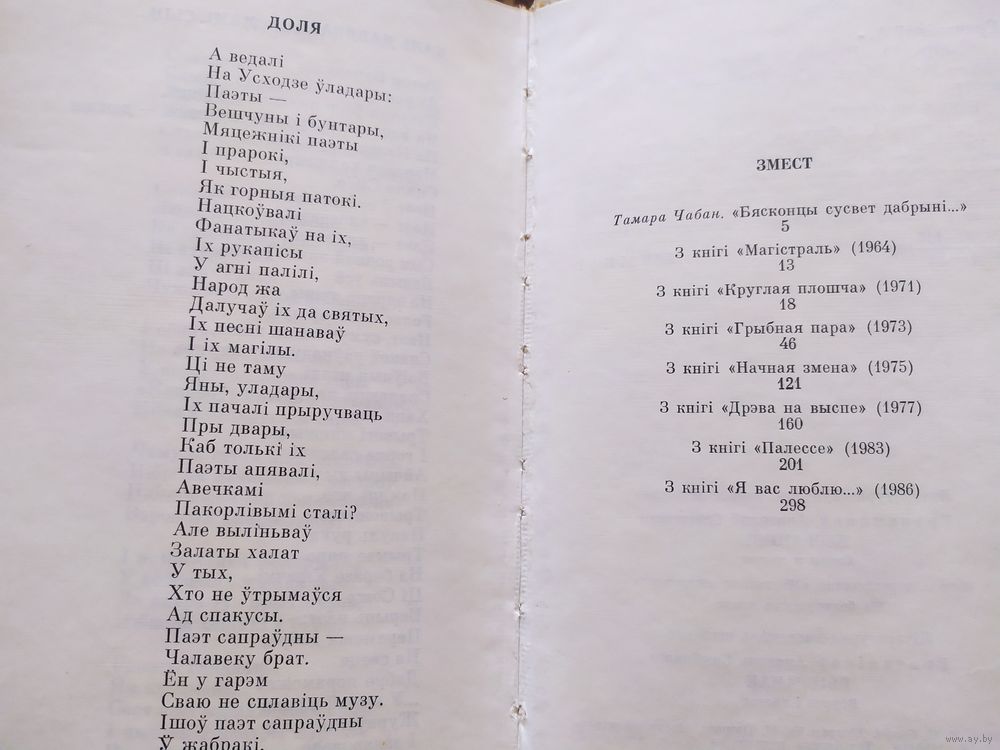 ДОЛЯ
А ведалі
На Усходзе ўладары:
Паэты —
Вешчуны і бунтары,
Мяцежнікі паэты
І прарокі,
І чыстыя,
Як горныя патокі.
Нацкоўвалі
Фанатыкаў на іх,
Іх рукапісы
У агні палілі,
Народ жа
Далучаў іх да святых,
Іх песні шанаваў
І іх магілы.
Ці не таму
Яны, уладары,
Іх пачалі прыручваць
Пры двары,
Каб толькі іх
Паэты апявалі,
Авечкамі
Пакорлівымі сталі?
Але выліньваў
Залаты халат
У тых,
Хто не ўтрымаўся
Ад спакусы.
Паэт сапраўдны —
Чалавеку брат.
Ён у гарэм
Сваю не сплавіць музу.
Ішоў паэт сапраўдны
Ў жабракі,
ЗМЕСТ
Тамара Чабан. «Бясконцы сусвет дабрыні...»
5
З кнігі «Магістраль» (1964)
13
З кнігі «Круглая плошча» (1971)
18
З кнігі «Грыбная пара» (1973)
46
З кнігі «Начная змена» (1975)
121
З кнігі «Дрэва на выспе» (1977)
160
З кнігі «Палессе» (1983)
201
З кнігі «Я вас люблю...» (1986)
298
www.ay.by